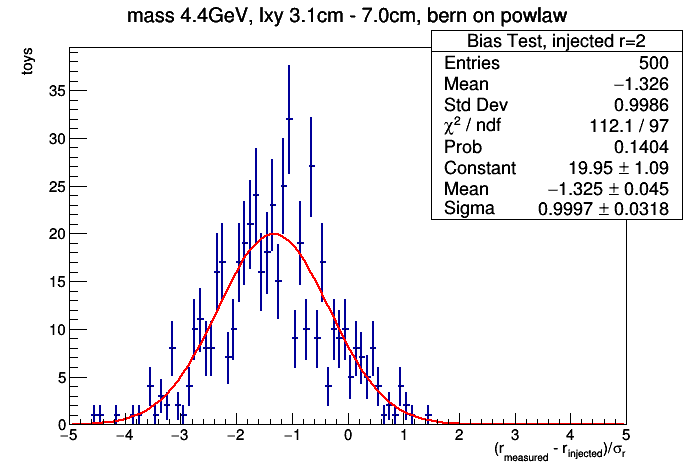 mass 4.4GeV, lxy 3.1cm - 7.0cm, bern on powlaw
Bias Test, injected r=2
Entries 500
Mean −1.326
Std Dev 0.9986
χ² / ndf 112.1 / 97
Prob 0.1404
Constant 19.95 ± 1.09
Mean −1.325 ± 0.045
Sigma 0.9997 ± 0.0318
toys
35
30
25
20
15
10
5
0
−5 −4 −3 −2 −1 0 1 2 3 4 5
(r_measured - r_injected)/σ_r